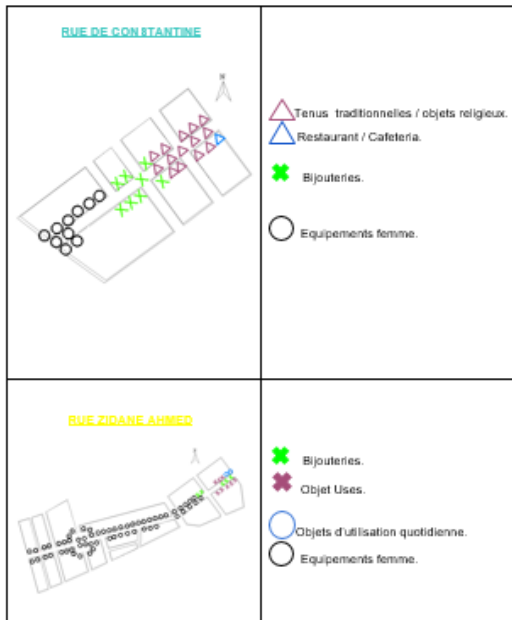 RUE DE CONSTANTINE
N
Tenus traditionnelles / objets religieux.
Restaurant / Cafeteria.
Bijouteries.
Equipements femme.
RUE ZIDANE AHMED
Bijouteries.
Objet Uses.
Objets d'utilisation quotidienne.
Equipements femme.